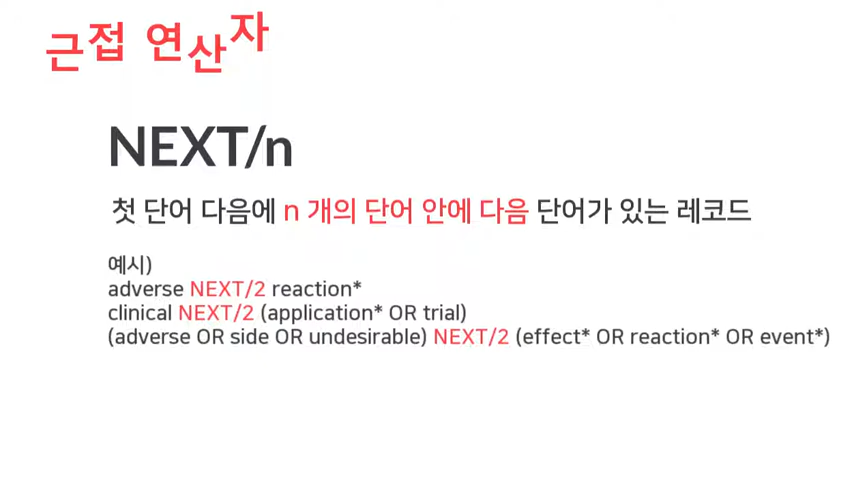 근접 연산자
NEXT/n
첫 단어 다음에 n 개의 단어 안에 다음 단어가 있는 레코드
예시)
adverse NEXT/2 reaction*
clinical NEXT/2 (application* OR trial)
(adverse OR side OR undesirable) NEXT/2 (effect* OR reaction* OR event*)